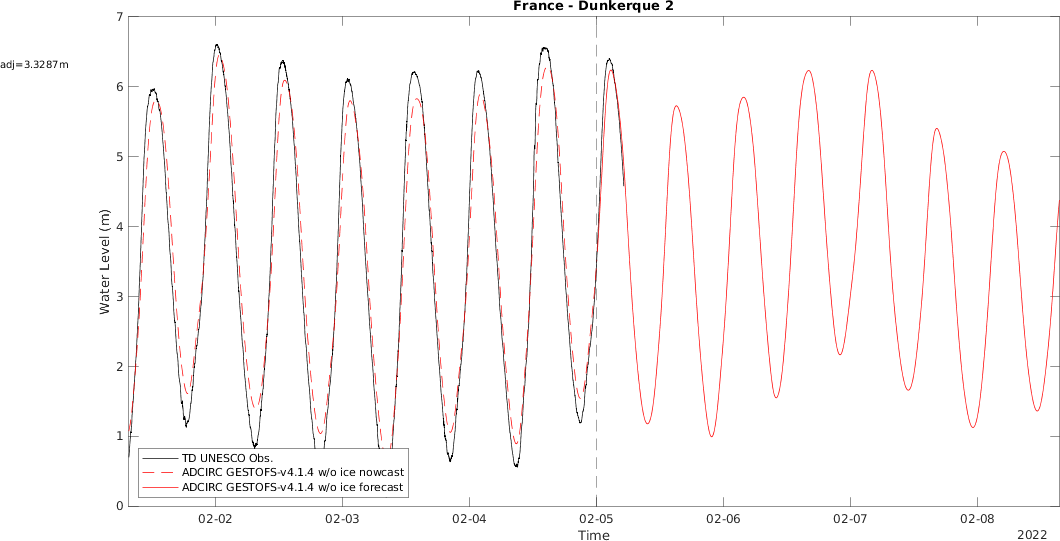 France - Dunkerque 2
adj=3.3287m
Water Level (m)
7
6
5
4
3
2
1
0
TD UNESCO Obs.
ADCIRC GESTOFS-v4.1.4 w/o ice nowcast
ADCIRC GESTOFS-v4.1.4 w/o ice forecast
02-02 02-03 02-04 02-05 02-06 02-07 02-08
Time
2022